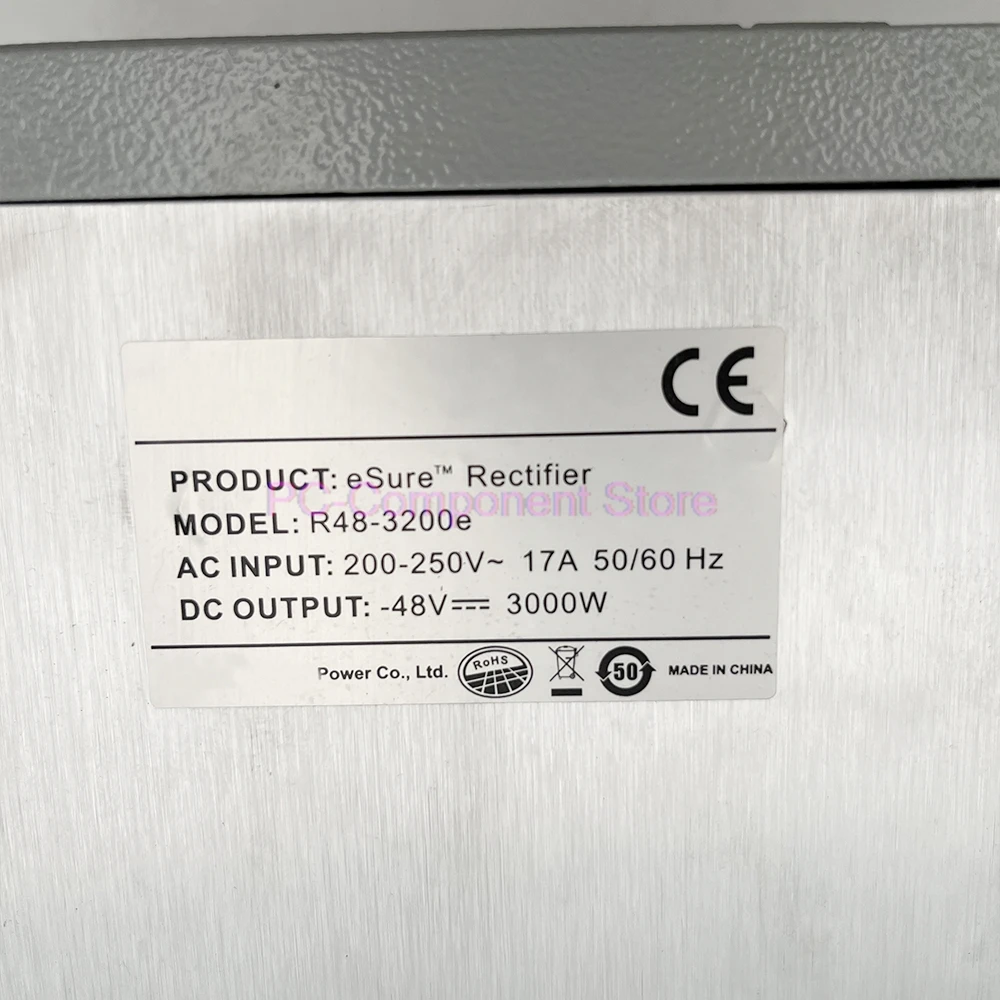 CE
PRODUCT: eSure™ Rectifier
PC-Component Store
MODEL: R48-3200e
AC INPUT: 200-250V~ 17A 50/60 Hz
DC OUTPUT: -48V⎓ 3000W
Power Co., Ltd. RoHS 50 MADE IN CHINA